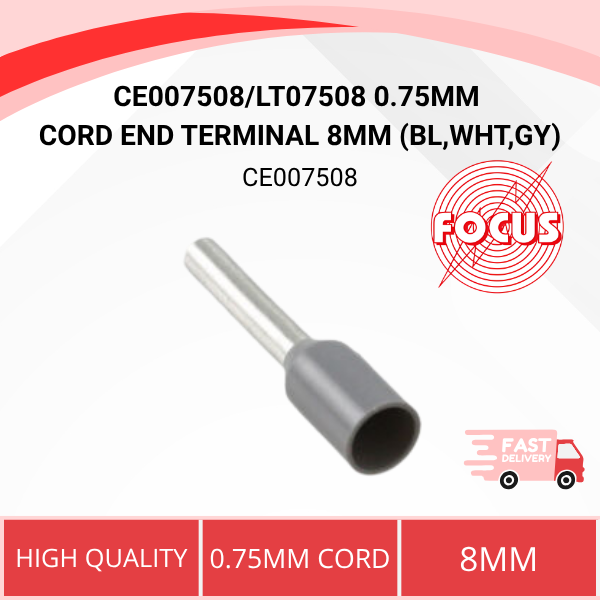 CE007508/LT07508 0.75MM
CORD END TERMINAL 8MM (BL,WHT,GY)
CE007508
FOCUS
FAST
DELIVERY
HIGH QUALITY
0.75MM CORD
8MM